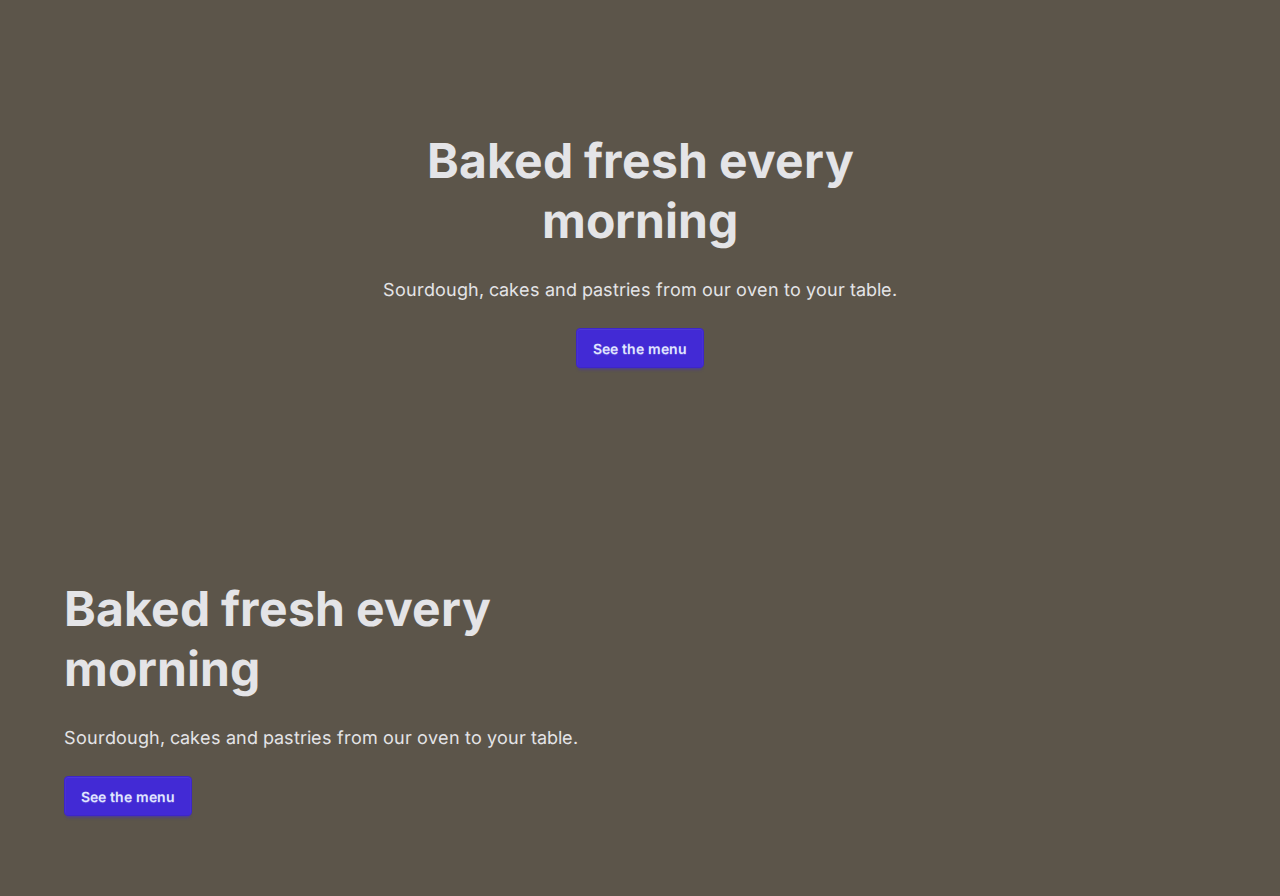 Baked fresh every
morning
Sourdough, cakes and pastries from our oven to your table.
See the menu
Baked fresh every
morning
Sourdough, cakes and pastries from our oven to your table.
See the menu